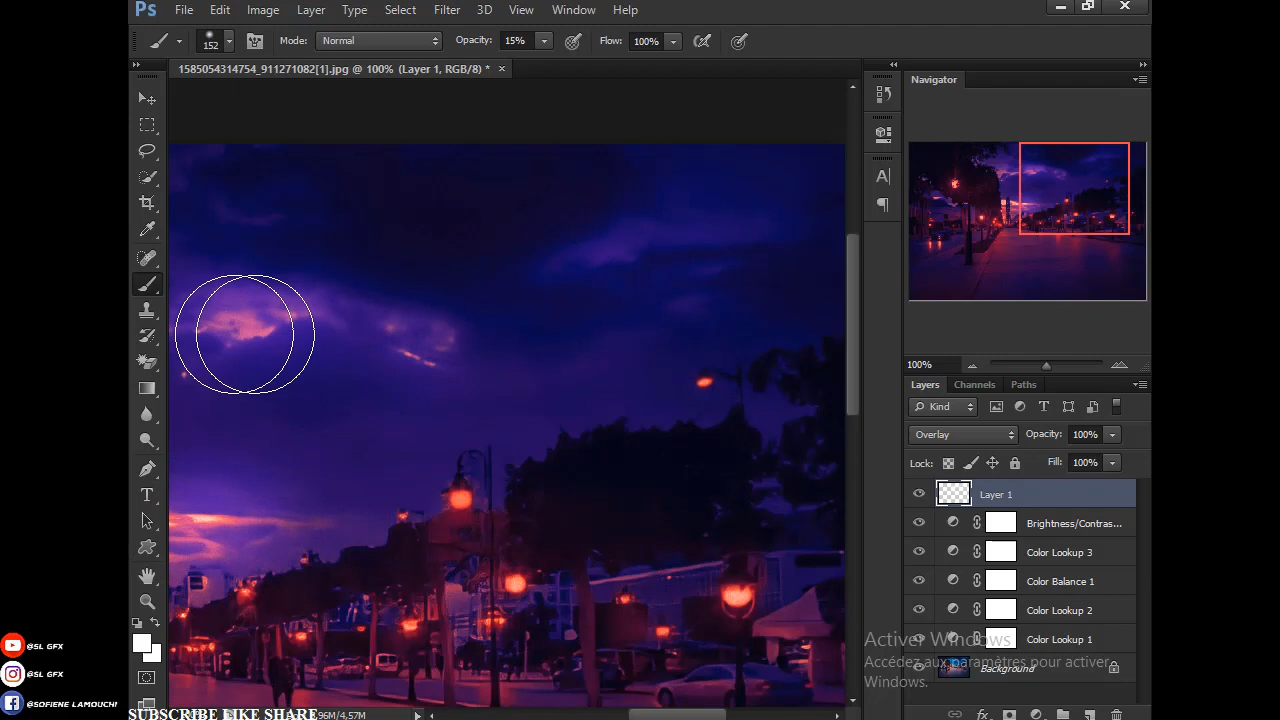 Ps File Edit Image Layer Type Select Filter 3D View Window Help
152 Mode: Normal Opacity: 15% Flow: 100%
1585054314754_911271082[1].jpg @ 100% (Layer 1, RGB/8) *
Navigator
100%
Layers Channels Paths
Kind
Overlay Opacity: 100%
Lock: Fill: 100%
Layer 1
Brightness/Contras...
Color Lookup 3
Color Balance 1
Color Lookup 2
Color Lookup 1
Background
Activer Windows
Accédez aux paramètres pour activer
Windows.
@SL GFX
@SL GFX
@SOFIENE LAMOUCHI
SUBSCRIBE LIKE SHARE
,96M/4,57M